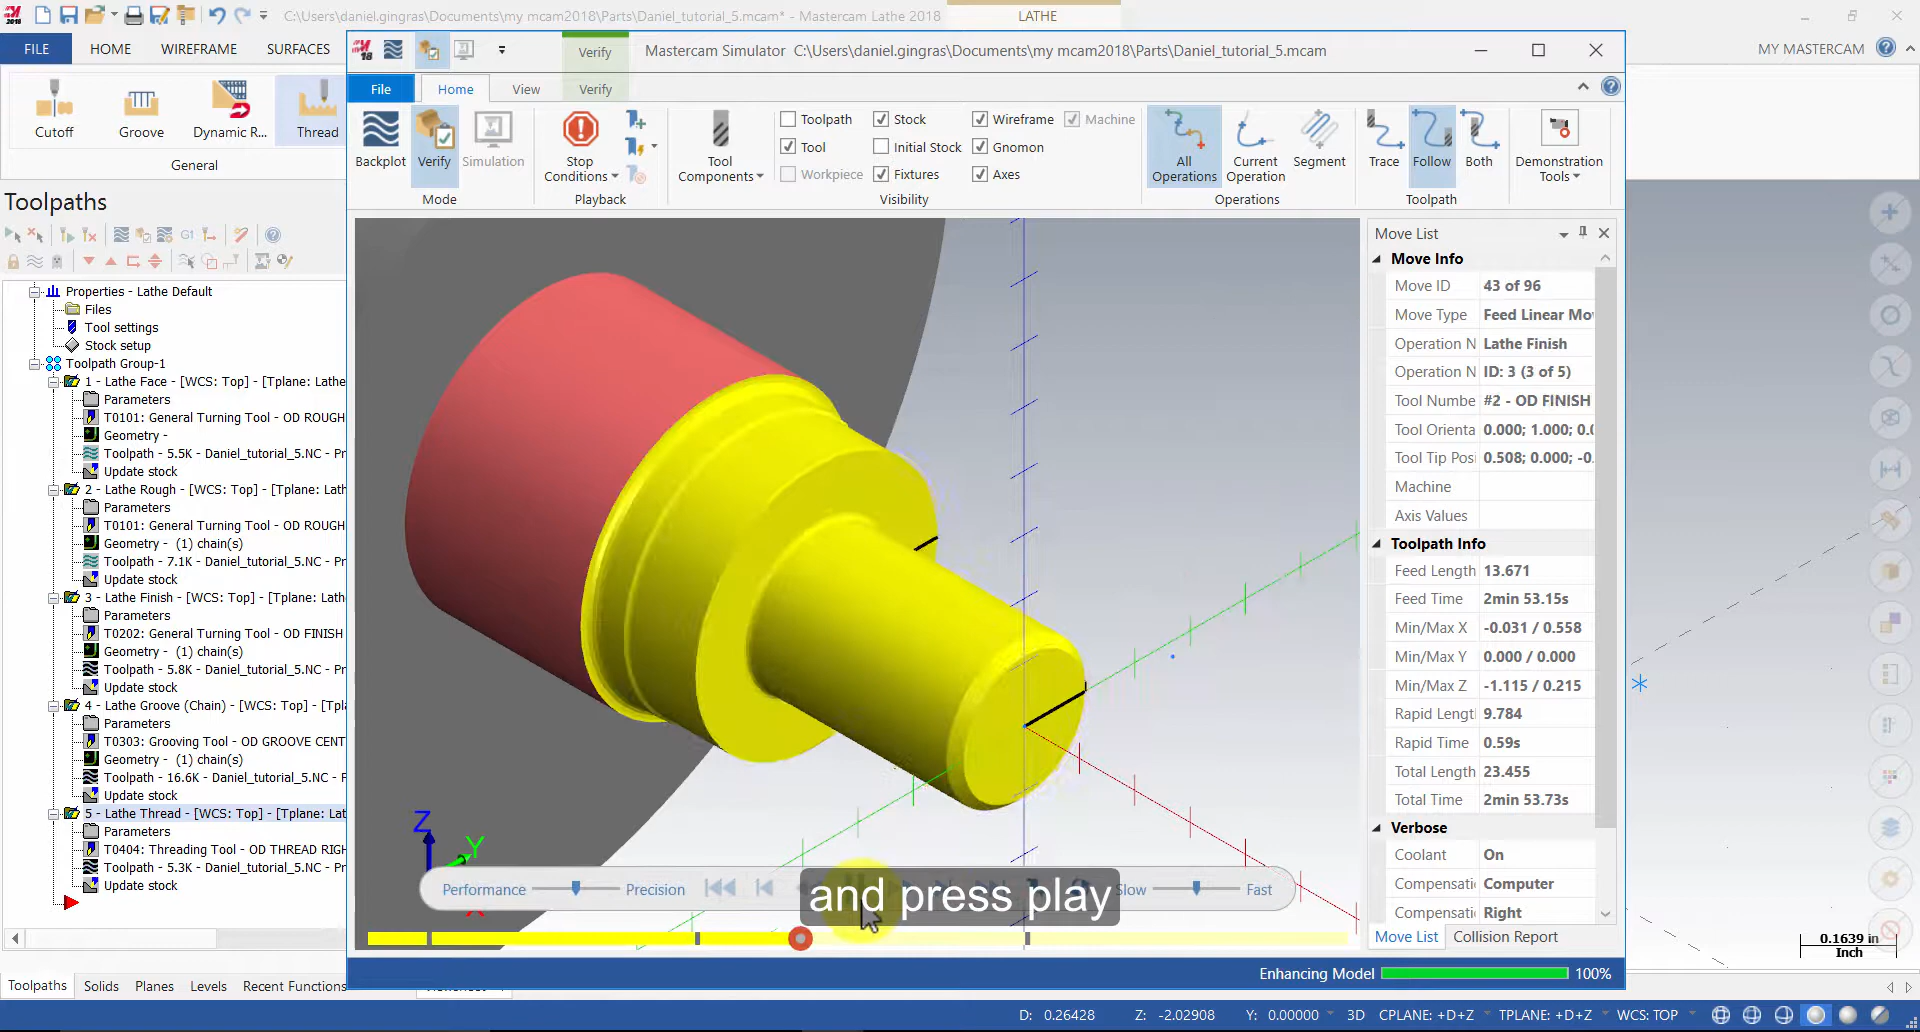 C:\Users\daniel.gingras\Documents\my mcam2018\Parts\Daniel_tutorial_5.mcam* - Mastercam Lathe 2018
LATHE
FILE
HOME
WIREFRAME
SURFACES
MY MASTERCAM
Verify
Mastercam Simulator C:\Users\daniel.gingras\Documents\my mcam2018\Parts\Daniel_tutorial_5.mcam
File
Home
View
Verify
Cutoff
Groove
Dynamic R...
Thread
General
Backplot
Verify
Simulation
Mode
Stop Conditions
Playback
Tool Components
Toolpath
Stock
Wireframe
Machine
Tool
Initial Stock
Gnomon
Workpiece
Fixtures
Axes
Visibility
All Operations
Current Operation
Segment
Operations
Trace
Follow
Both
Toolpath
Demonstration Tools
Toolpaths
G1
Properties - Lathe Default
Files
Tool settings
Stock setup
Toolpath Group-1
1 - Lathe Face - [WCS: Top] - [Tplane: Lathe
Parameters
T0101: General Turning Tool - OD ROUGH
Geometry -
Toolpath - 5.5K - Daniel_tutorial_5.NC - Pr
Update stock
2 - Lathe Rough - [WCS: Top] - [Tplane: Lath
Parameters
T0101: General Turning Tool - OD ROUGH
Geometry - (1) chain(s)
Toolpath - 7.1K - Daniel_tutorial_5.NC - Pr
Update stock
3 - Lathe Finish - [WCS: Top] - [Tplane: Lath
Parameters
T0202: General Turning Tool - OD FINISH
Geometry - (1) chain(s)
Toolpath - 5.8K - Daniel_tutorial_5.NC - Pr
Update stock
4 - Lathe Groove (Chain) - [WCS: Top] - [Tpl
Parameters
T0303: Grooving Tool - OD GROOVE CENT
Geometry - (1) chain(s)
Toolpath - 16.6K - Daniel_tutorial_5.NC - F
Update stock
5 - Lathe Thread - [WCS: Top] - [Tplane: Lat
Parameters
T0404: Threading Tool - OD THREAD RIGH
Toolpath - 5.3K - Daniel_tutorial_5.NC - Pr
Update stock
Toolpaths
Solids
Planes
Levels
Recent Functions
Z
Y
X
Performance
Precision
and press play
Slow
Fast
Move List
Move Info
Move ID 43 of 96
Move Type Feed Linear Mo
Operation N Lathe Finish
Operation N ID: 3 (3 of 5)
Tool Numbe #2 - OD FINISH
Tool Orienta 0.000; 1.000; 0.0
Tool Tip Posi 0.508; 0.000; -0.
Machine
Axis Values
Toolpath Info
Feed Length 13.671
Feed Time 2min 53.15s
Min/Max X -0.031 / 0.558
Min/Max Y 0.000 / 0.000
Min/Max Z -1.115 / 0.215
Rapid Lengt 9.784
Rapid Time 0.59s
Total Length 23.455
Total Time 2min 53.73s
Verbose
Coolant On
Compensa Computer
Compensa Right
Move List
Collision Report
Enhancing Model 100%
0.1639 in
Inch
D: 0.26428
Z: -2.02908
Y: 0.00000
3D
CPLANE: +D+Z
TPLANE: +D+Z
WCS: TOP